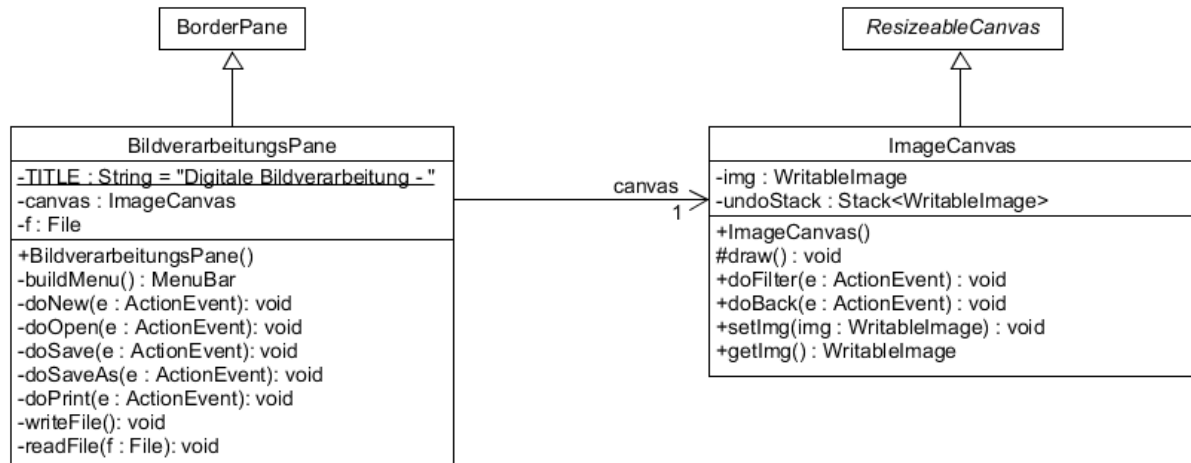 BorderPane
ResizeableCanvas
BildverarbeitungsPane
-TITLE : String = "Digitale Bildverarbeitung - "
-canvas : ImageCanvas
-f : File
+BildverarbeitungsPane()
-buildMenu() : MenuBar
-doNew(e : ActionEvent): void
-doOpen(e : ActionEvent): void
-doSave(e : ActionEvent): void
-doSaveAs(e : ActionEvent): void
-doPrint(e : ActionEvent): void
-writeFile(): void
-readFile(f : File): void
canvas
1
ImageCanvas
-img : WritableImage
-undoStack : Stack<WritableImage>
+ImageCanvas()
#draw() : void
+doFilter(e : ActionEvent) : void
+doBack(e : ActionEvent) : void
+setImg(img : WritableImage) : void
+getImg() : WritableImage